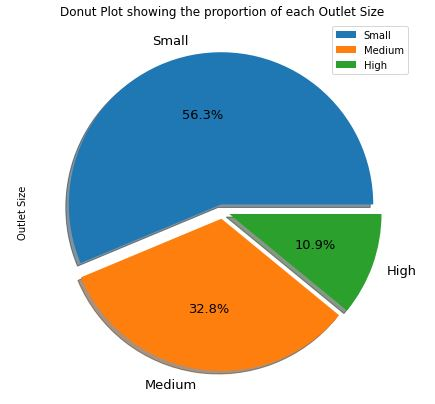 Donut Plot showing the proportion of each Outlet Size
Small
Medium
High
Small
56.3%
Outlet Size
10.9%
High
32.8%
Medium